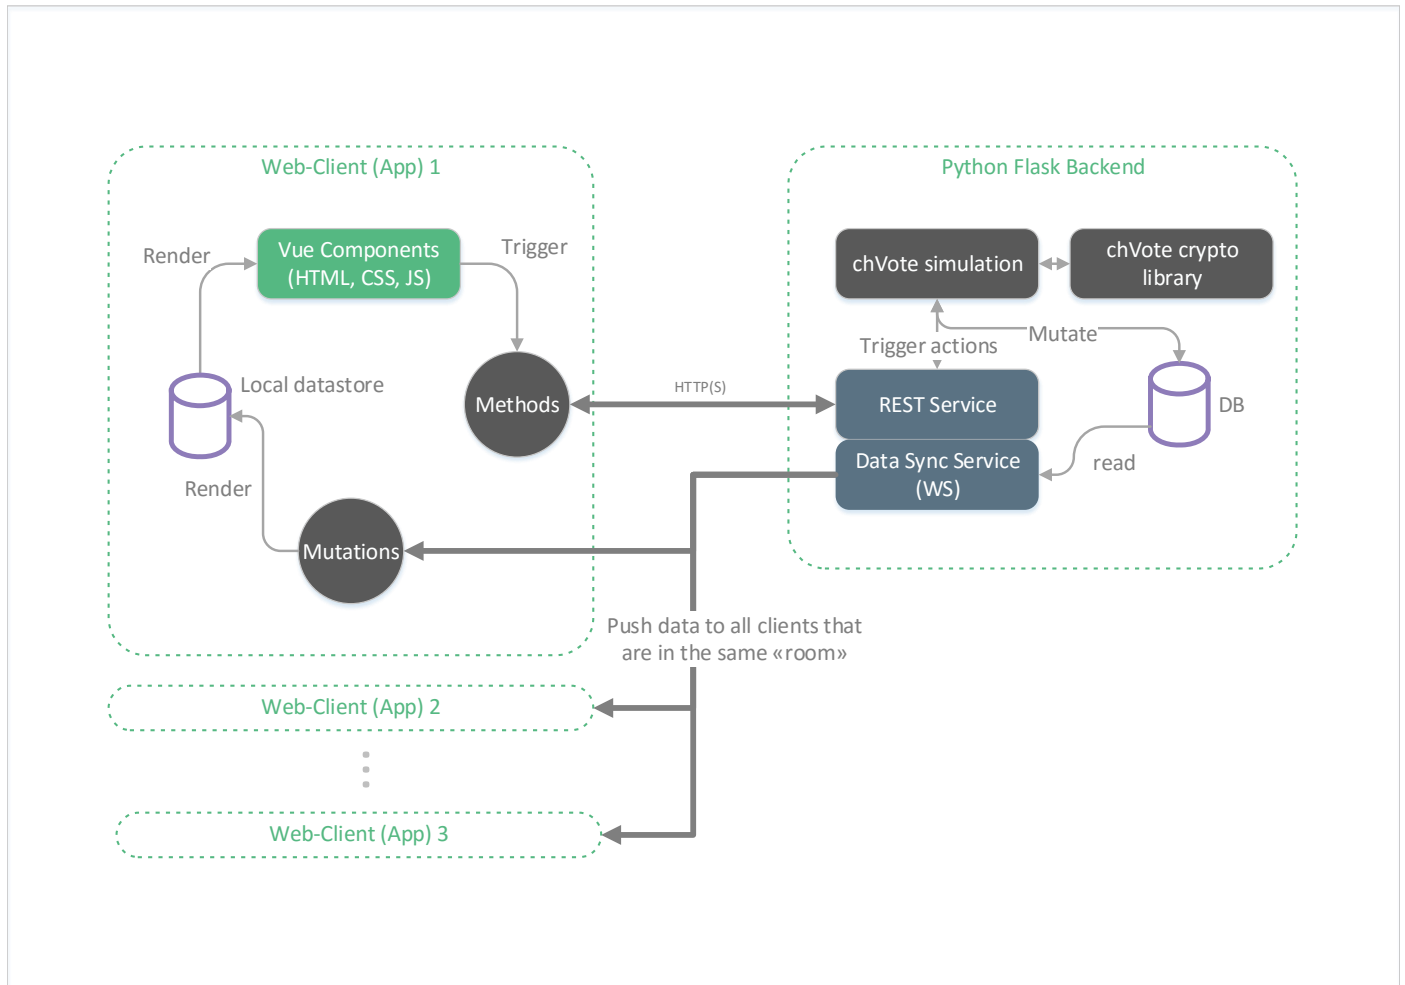 Web-Client (App) 1
Python Flask Backend
Render
Vue Components
(HTML, CSS, JS)
Trigger
chVote simulation
chVote crypto
library
Mutate
Trigger actions
Local datastore
Methods
HTTP(S)
REST Service
DB
Data Sync Service
(WS)
read
Render
Mutations
Push data to all clients that
are in the same «room»
Web-Client (App) 2
Web-Client (App) 3